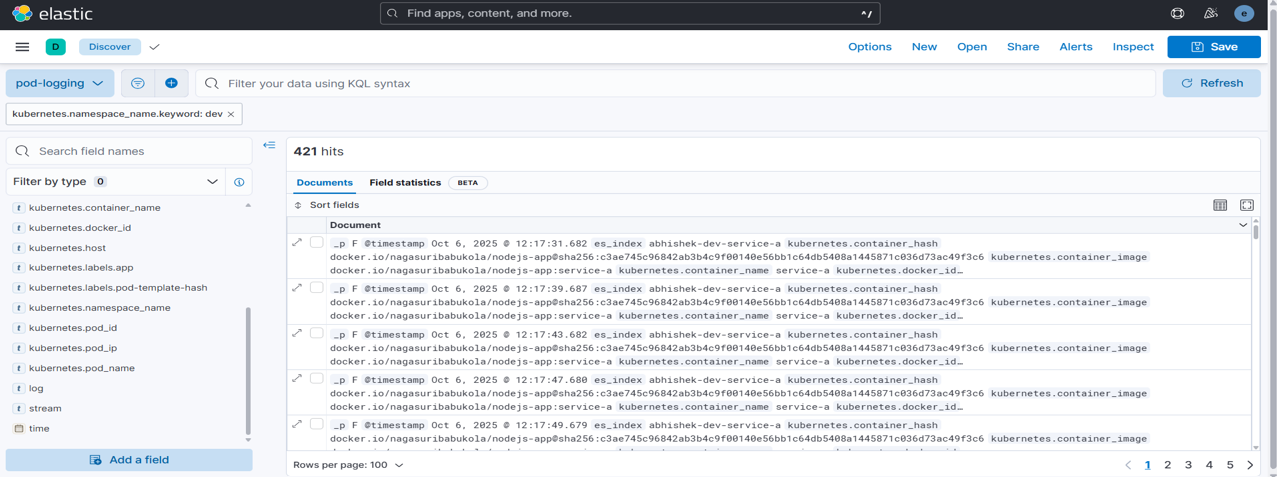 elastic
Find apps, content, and more.
^/
e
D
Discover
Options
New
Open
Share
Alerts
Inspect
Save
pod-logging
Filter your data using KQL syntax
Refresh
kubernetes.namespace_name.keyword: dev ×
Search field names
Filter by type 0
t kubernetes.container_name
t kubernetes.docker_id
t kubernetes.host
t kubernetes.labels.app
t kubernetes.labels.pod-template-hash
t kubernetes.namespace_name
t kubernetes.pod_id
t kubernetes.pod_ip
t kubernetes.pod_name
t log
t stream
time
Add a field
421 hits
Documents
Field statistics
BETA
Sort fields
Document
_p F @timestamp Oct 6, 2025 @ 12:17:31.682 es_index abhishek-dev-service-a kubernetes.container_hash
docker.io/nagasuribabukola/nodejs-app@sha256:c3ae745c96842ab3b4c9f00140e56bb1c64db5408a1445871c036d73ac49f3c6 kubernetes.container_image
docker.io/nagasuribabukola/nodejs-app:service-a kubernetes.container_name service-a kubernetes.docker_id…
_p F @timestamp Oct 6, 2025 @ 12:17:39.687 es_index abhishek-dev-service-a kubernetes.container_hash
docker.io/nagasuribabukola/nodejs-app@sha256:c3ae745c96842ab3b4c9f00140e56bb1c64db5408a1445871c036d73ac49f3c6 kubernetes.container_image
docker.io/nagasuribabukola/nodejs-app:service-a kubernetes.container_name service-a kubernetes.docker_id…
_p F @timestamp Oct 6, 2025 @ 12:17:43.682 es_index abhishek-dev-service-a kubernetes.container_hash
docker.io/nagasuribabukola/nodejs-app@sha256:c3ae745c96842ab3b4c9f00140e56bb1c64db5408a1445871c036d73ac49f3c6 kubernetes.container_image
docker.io/nagasuribabukola/nodejs-app:service-a kubernetes.container_name service-a kubernetes.docker_id…
_p F @timestamp Oct 6, 2025 @ 12:17:47.680 es_index abhishek-dev-service-a kubernetes.container_hash
docker.io/nagasuribabukola/nodejs-app@sha256:c3ae745c96842ab3b4c9f00140e56bb1c64db5408a1445871c036d73ac49f3c6 kubernetes.container_image
docker.io/nagasuribabukola/nodejs-app:service-a kubernetes.container_name service-a kubernetes.docker_id…
_p F @timestamp Oct 6, 2025 @ 12:17:49.679 es_index abhishek-dev-service-a kubernetes.container_hash
docker.io/nagasuribabukola/nodejs-app@sha256:c3ae745c96842ab3b4c9f00140e56bb1c64db5408a1445871c036d73ac49f3c6 kubernetes.container_image
Rows per page: 100
1 2 3 4 5